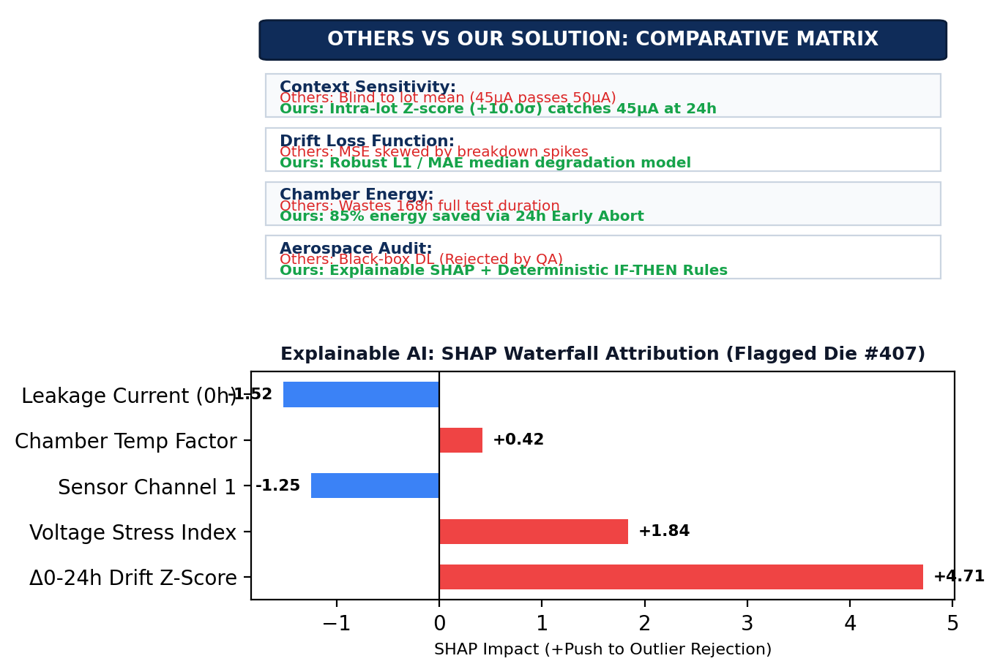 OTHERS VS OUR SOLUTION: COMPARATIVE MATRIX
Context Sensitivity:
Others: Blind to lot mean (45µA passes 50µA)
Ours: Intra-lot Z-score (+10.0σ) catches 45µA at 24h
Drift Loss Function:
Others: MSE skewed by breakdown spikes
Ours: Robust L1 / MAE median degradation model
Chamber Energy:
Others: Wastes 168h full test duration
Ours: 85% energy saved via 24h Early Abort
Aerospace Audit:
Others: Black-box DL (Rejected by QA)
Ours: Explainable SHAP + Deterministic IF-THEN Rules
Explainable AI: SHAP Waterfall Attribution (Flagged Die #407)
Leakage Current (0h) -1.52
Chamber Temp Factor +0.42
Sensor Channel 1 -1.25
Voltage Stress Index +1.84
Δ0-24h Drift Z-Score +4.71
−1 0 1 2 3 4 5
SHAP Impact (+Push to Outlier Rejection)